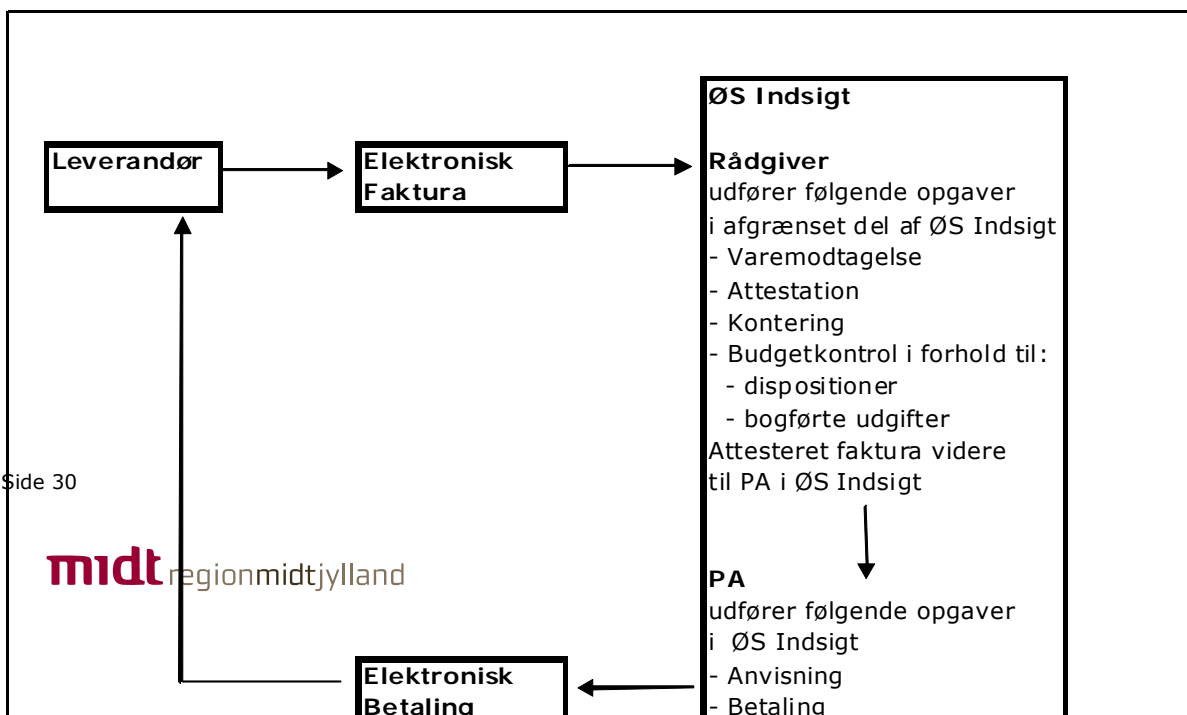 Leverandør
Elektronisk
Faktura
ØS Indsigt
Rådgiver
udfører følgende opgaver
i afgrænset del af ØS Indsigt
- Varemodtagelse
- Attestation
- Kontering
- Budgetkontrol i forhold til:
- dispositioner
- bogførte udgifter
Attesteret faktura videre
til PA i ØS Indsigt
PA
udfører følgende opgaver
i ØS Indsigt
- Anvisning
- Betaling
Elektronisk
Betaling
Side 30
midt regionmidtjylland